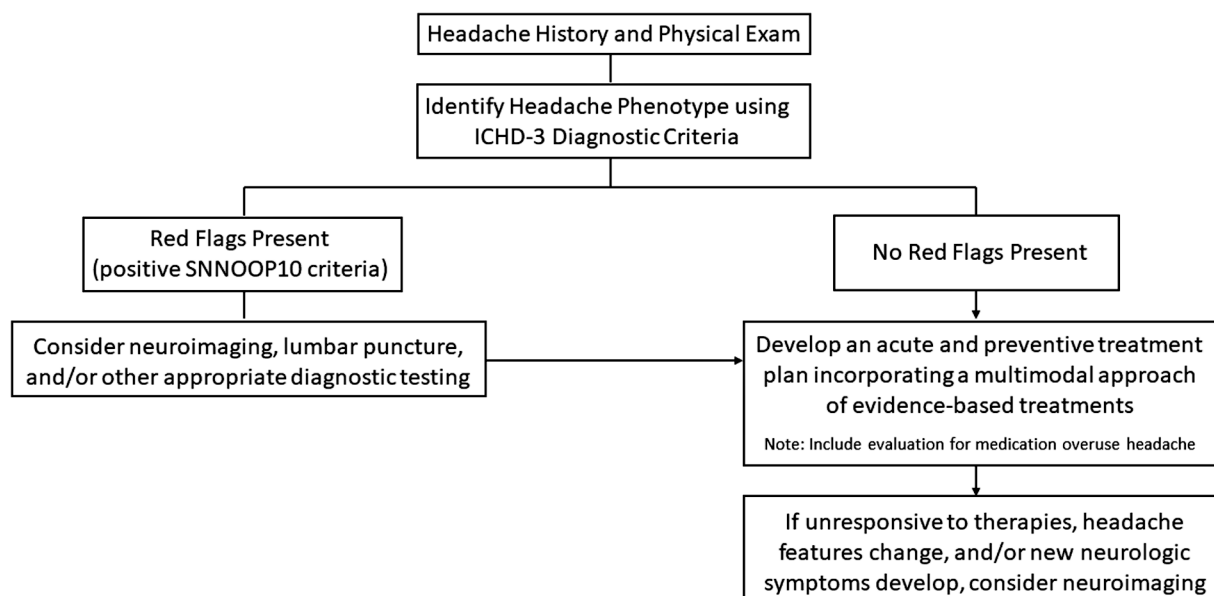 Headache History and Physical Exam
Identify Headache Phenotype using
ICHD-3 Diagnostic Criteria
Red Flags Present
(positive SNNOOP10 criteria)
No Red Flags Present
Consider neuroimaging, lumbar puncture,
and/or other appropriate diagnostic testing
Develop an acute and preventive treatment
plan incorporating a multimodal approach
of evidence-based treatments
Note: Include evaluation for medication overuse headache
If unresponsive to therapies, headache
features change, and/or new neurologic
symptoms develop, consider neuroimaging